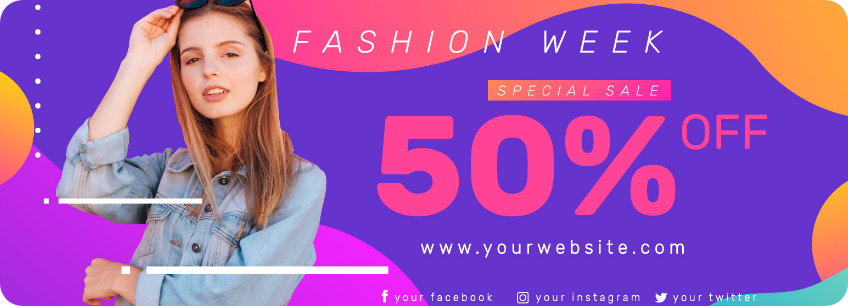 FASHION WEEK
SPECIAL SALE
50% OFF
www.yourwebsite.com
your facebook your instagram your twitter